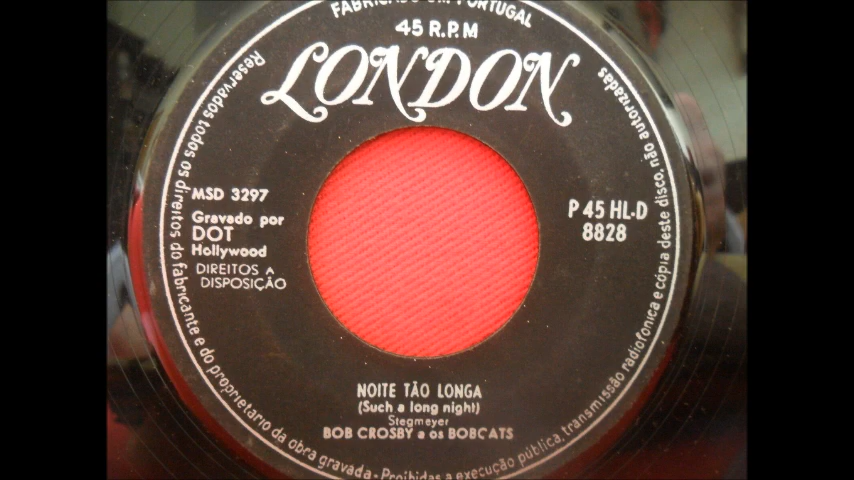 FABRICADO EM PORTUGAL
45 R.P.M
LONDON
MSD 3297
Gravado por
DOT
Hollywood
DIREITOS A
DISPOSIÇÃO
P 45 HL-D
8828
NOITE TÃO LONGA
(Such a long night)
Stegmeyer
BOB CROSBY e os BOBCATS
Reservados todos os direitos do fabricante e do proprietario da obra gravada - Proibidas a execução pública, transmissão radiofonica e cópia deste disco, não autorizadas